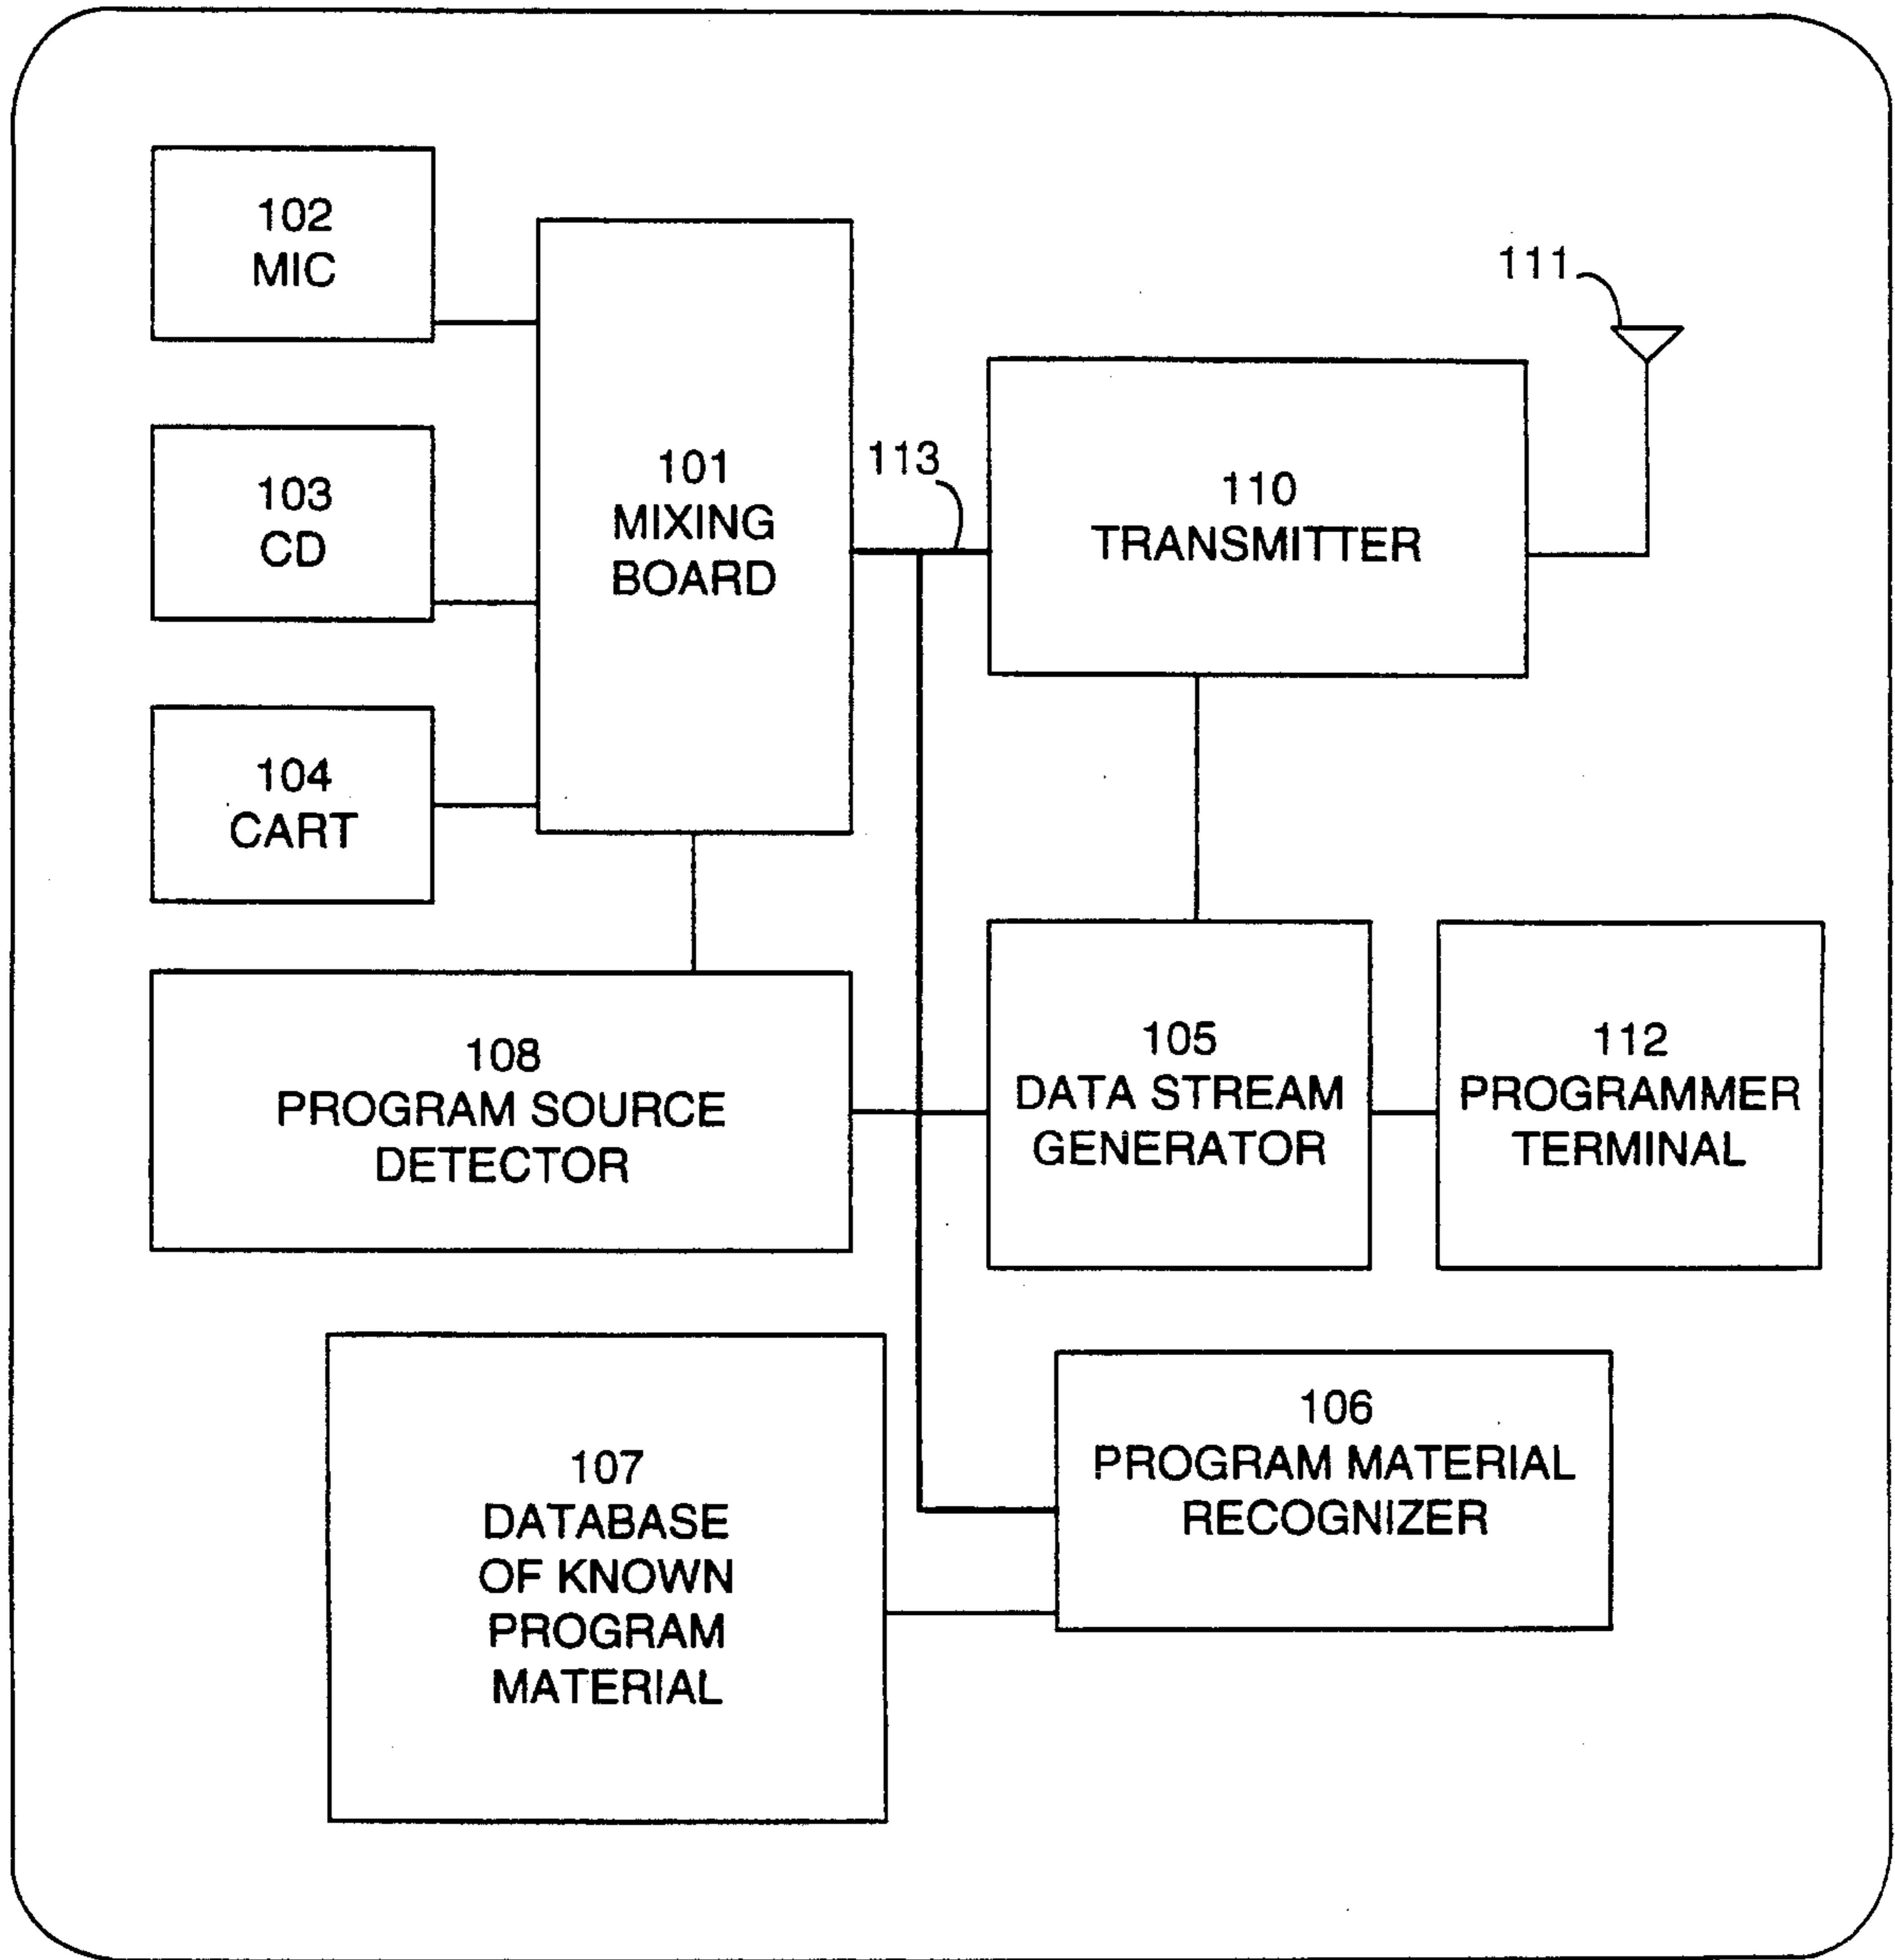 102
MIC
111
101
MIXING
BOARD
113
110
TRANSMITTER
103
CD
104
CART
108
PROGRAM SOURCE
DETECTOR
105
DATA STREAM
GENERATOR
112
PROGRAMMER
TERMINAL
107
DATABASE
OF KNOWN
PROGRAM
MATERIAL
106
PROGRAM MATERIAL
RECOGNIZER